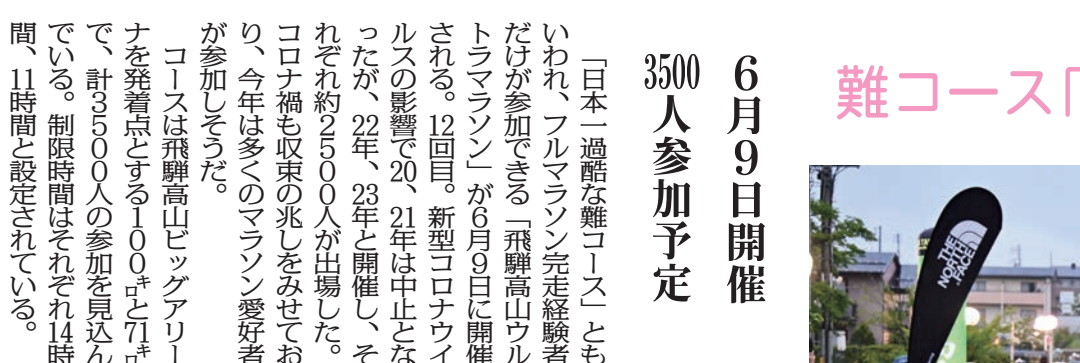 難コース「
6月9日開催
3500人参加予定
「日本一過酷な難コース」とも
いわれ、フルマラソン完走経験者
だけが参加できる「飛騨高山ウル
トラマラソン」が6月9日に開催
される。12回目。新型コロナウイ
ルスの影響で20、21年は中止とな
ったが、22年、23年と開催し、そ
れぞれ約2500人が出場した。
コロナ禍も収束の兆しをみせてお
り、今年は多くのマラソン愛好者
が参加しそうだ。
コースは飛騨高山ビッグアリー
ナを発着点とする100㌔と71㌔
で、計3500人の参加を見込ん
でいる。制限時間はそれぞれ14時
間、11時間と設定されている。
THE
NORTH
FACE